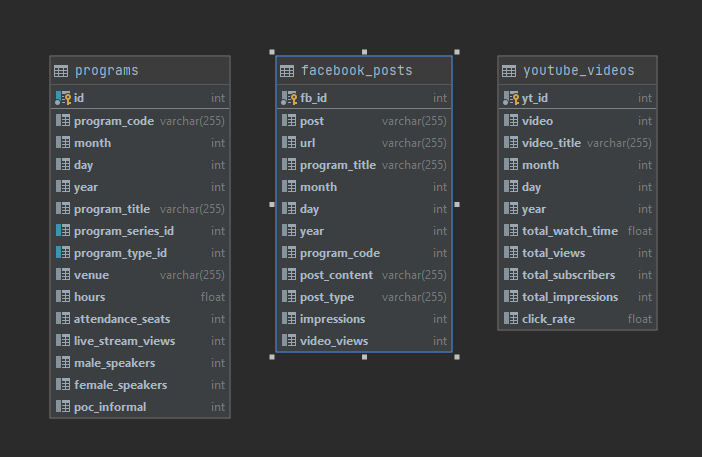 programs
id int
program_code varchar(255)
month int
day int
year int
program_title varchar(255)
program_series_id int
program_type_id int
venue varchar(255)
hours float
attendance_seats int
live_stream_views int
male_speakers int
female_speakers int
poc_informal int
facebook_posts
fb_id int
post varchar(255)
url varchar(255)
program_title varchar(255)
month int
day int
year int
program_code int
post_content varchar(255)
post_type varchar(255)
impressions int
video_views int
youtube_videos
yt_id int
video int
video_title varchar(255)
month int
day int
year int
total_watch_time float
total_views int
total_subscribers int
total_impressions int
click_rate float